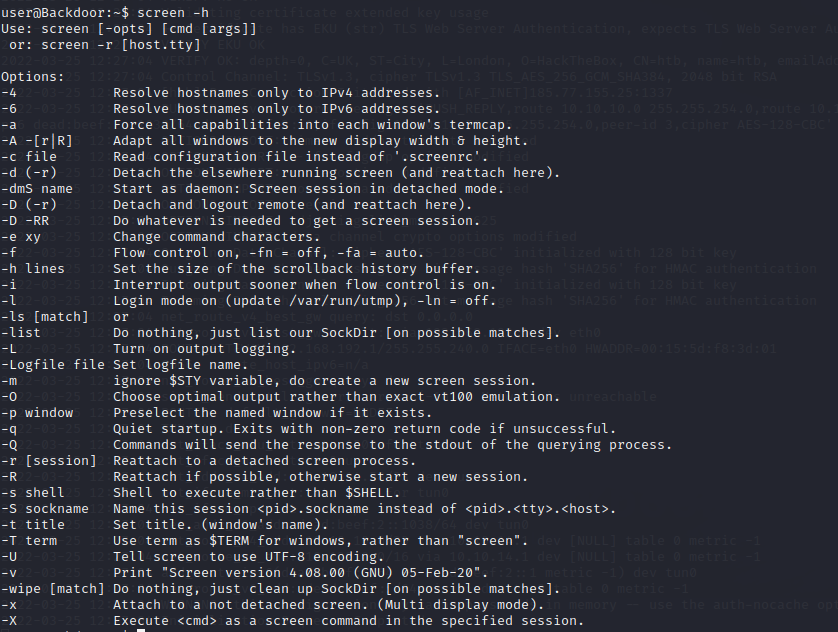 user@Backdoor:~$ screen -h
Use: screen [-opts] [cmd [args]]
 or: screen -r [host.tty]

Options:
-4            Resolve hostnames only to IPv4 addresses.
-6            Resolve hostnames only to IPv6 addresses.
-a            Force all capabilities into each window's termcap.
-A -[r|R]     Adapt all windows to the new display width & height.
-c file       Read configuration file instead of '.screenrc'.
-d (-r)       Detach the elsewhere running screen (and reattach here).
-dmS name     Start as daemon: Screen session in detached mode.
-D (-r)       Detach and logout remote (and reattach here).
-D -RR        Do whatever is needed to get a screen session.
-e xy         Change command characters.
-f            Flow control on, -fn = off, -fa = auto.
-h lines      Set the size of the scrollback history buffer.
-i            Interrupt output sooner when flow control is on.
-l            Login mode on (update /var/run/utmp), -ln = off.
-ls [match]   or
-list         Do nothing, just list our SockDir [on possible matches].
-L            Turn on output logging.
-Logfile file Set logfile name.
-m            ignore $STY variable, do create a new screen session.
-O            Choose optimal output rather than exact vt100 emulation.
-p window     Preselect the named window if it exists.
-q            Quiet startup. Exits with non-zero return code if unsuccessful.
-Q            Commands will send the response to the stdout of the querying process.
-r [session]  Reattach to a detached screen process.
-R            Reattach if possible, otherwise start a new session.
-s shell      Shell to execute rather than $SHELL.
-S sockname   Name this session <pid>.sockname instead of <pid>.<tty>.<host>.
-t title      Set title. (window's name).
-T term       Use term as $TERM for windows, rather than "screen".
-U            Tell screen to use UTF-8 encoding.
-v            Print "Screen version 4.08.00 (GNU) 05-Feb-20".
-wipe [match] Do nothing, just clean up SockDir [on possible matches].
-x            Attach to a not detached screen. (Multi display mode).
-X            Execute <cmd> as a screen command in the specified session.